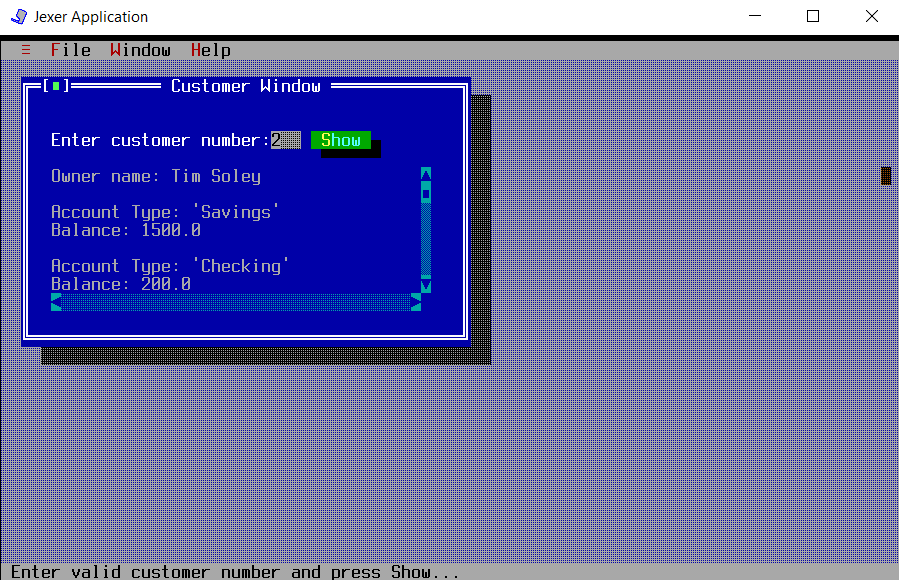 Jexer Application
≡ File Window Help
Customer Window
Enter customer number:2 Show
Owner name: Tim Soley
Account Type: 'Savings'
Balance: 1500.0
Account Type: 'Checking'
Balance: 200.0
Enter valid customer number and press Show...